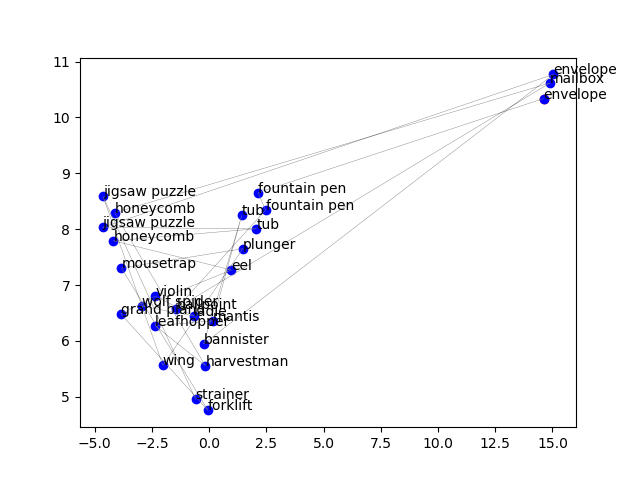 11
envelope
mailbox
envelope
10
9
jigsaw puzzle
fountain pen
honeycomb
fountain pen
tub
8
jigsaw puzzle
tub
honeycomb
plunger
mousetrap
eel
7
violin
wolf spider
ballpoint
grand piano
ladle
mantis
leafhopper
6
bannister
wing
harvestman
5
strainer
forklift
−5.0 −2.5 0.0 2.5 5.0 7.5 10.0 12.5 15.0